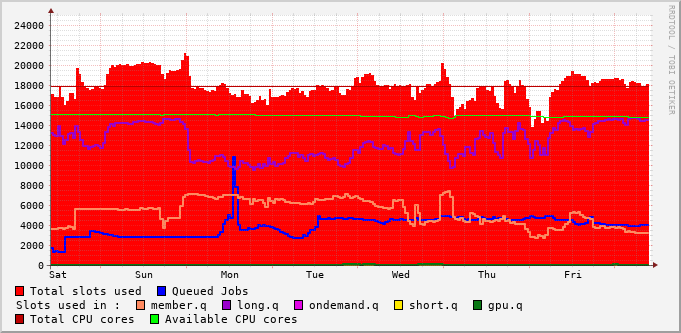 RRDTOOL / TOBI OETIKER
24000
22000
20000
18000
16000
14000
12000
10000
8000
6000
4000
2000
0
Sat Sun Mon Tue Wed Thu Fri
Total slots used Queued Jobs
Slots used in : member.q long.q ondemand.q short.q gpu.q
Total CPU cores Available CPU cores